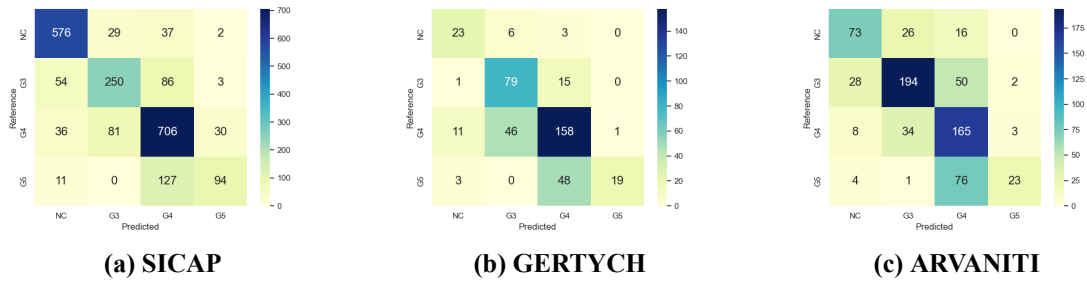 NC 576 29 37 2
G3 54 250 86 3
G4 36 81 706 30
G5 11 0 127 94
NC G3 G4 G5
Reference
Predicted
700
600
500
400
300
200
100
0
(a) SICAP
NC 23 6 3 0
G3 1 79 15 0
G4 11 46 158 1
G5 3 0 48 19
NC G3 G4 G5
Reference
Predicted
140
120
100
80
60
40
20
0
(b) GERTYCH
NC 73 26 16 0
G3 28 194 50 2
G4 8 34 165 3
G5 4 1 76 23
NC G3 G4 G5
Reference
Predicted
175
150
125
100
75
50
25
0
(c) ARVANITI